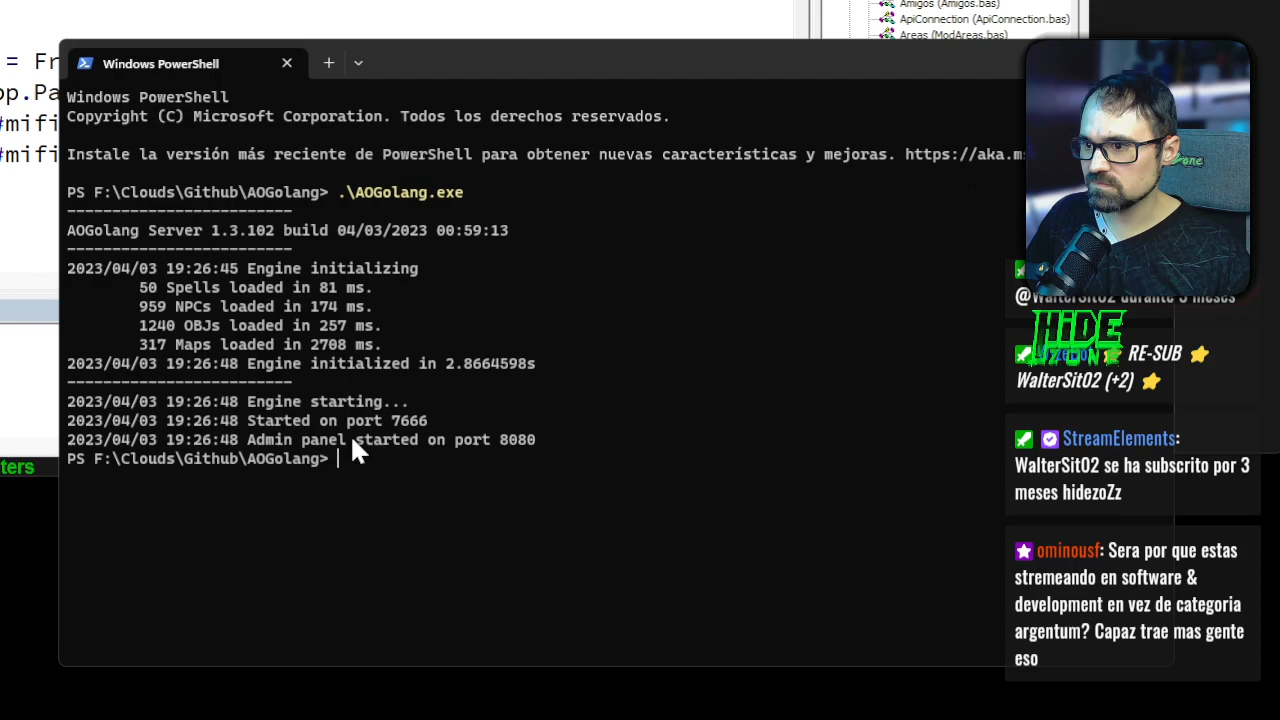 Amigos (Amigos.bas)
ApiConnection (ApiConnection.bas)
Areas (ModAreas.bas)
= Fr
op.Pa
#mifi
#mifi
ters
Windows PowerShell
Windows PowerShell
Copyright (C) Microsoft Corporation. Todos los derechos reservados.
Instale la versión más reciente de PowerShell para obtener nuevas características y mejoras. https://aka.m
PS F:\Clouds\Github\AOGolang> .\AOGolang.exe
-------------------------
AOGolang Server 1.3.102 build 04/03/2023 00:59:13
-------------------------
2023/04/03 19:26:45 Engine initializing
50 Spells loaded in 81 ms.
959 NPCs loaded in 174 ms.
1240 OBJs loaded in 257 ms.
317 Maps loaded in 2708 ms.
2023/04/03 19:26:48 Engine initialized in 2.8664598s
-------------------------
2023/04/03 19:26:48 Engine starting...
2023/04/03 19:26:48 Started on port 7666
2023/04/03 19:26:48 Admin panel started on port 8080
PS F:\Clouds\Github\AOGolang>
one
@WalterSit02 durante 3 meses
HiDE
RE-SUB
WalterSit02 (+2)
StreamElements:
WalterSit02 se ha subscrito por 3
meses hidezoZz
ominousf: Sera por que estas
stremeando en software &
development en vez de categoria
argentum? Capaz trae mas gente
eso